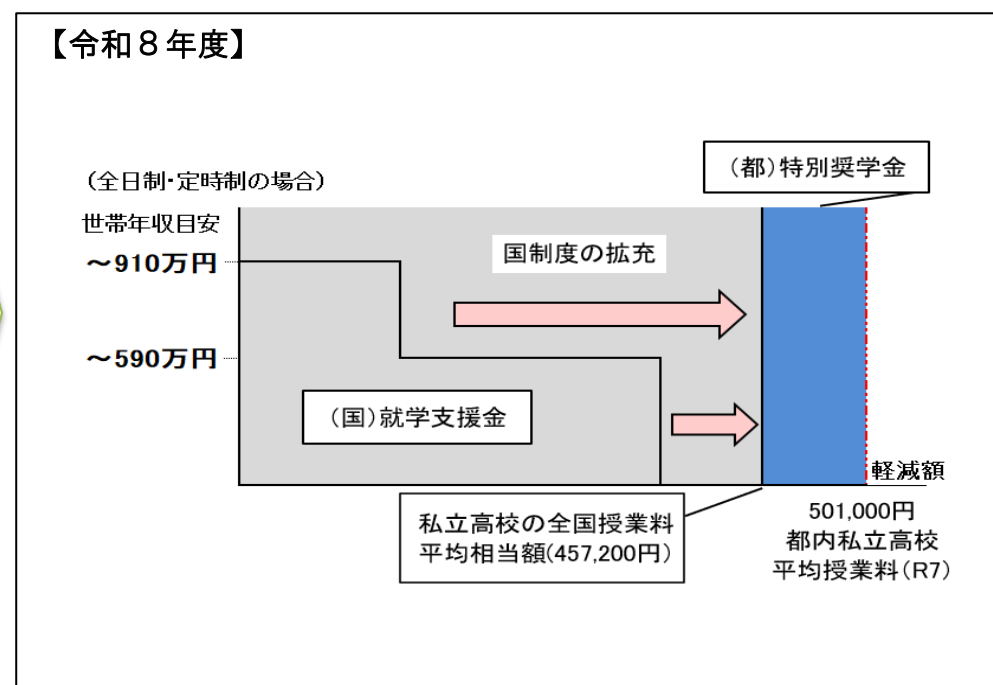 【令和８年度】
（都）特別奨学金
（全日制・定時制の場合）
世帯年収目安
国制度の拡充
～910万円
～590万円
（国）就学支援金
軽減額
私立高校の全国授業料
平均相当額(457,200円)
501,000円
都内私立高校
平均授業料（R7）